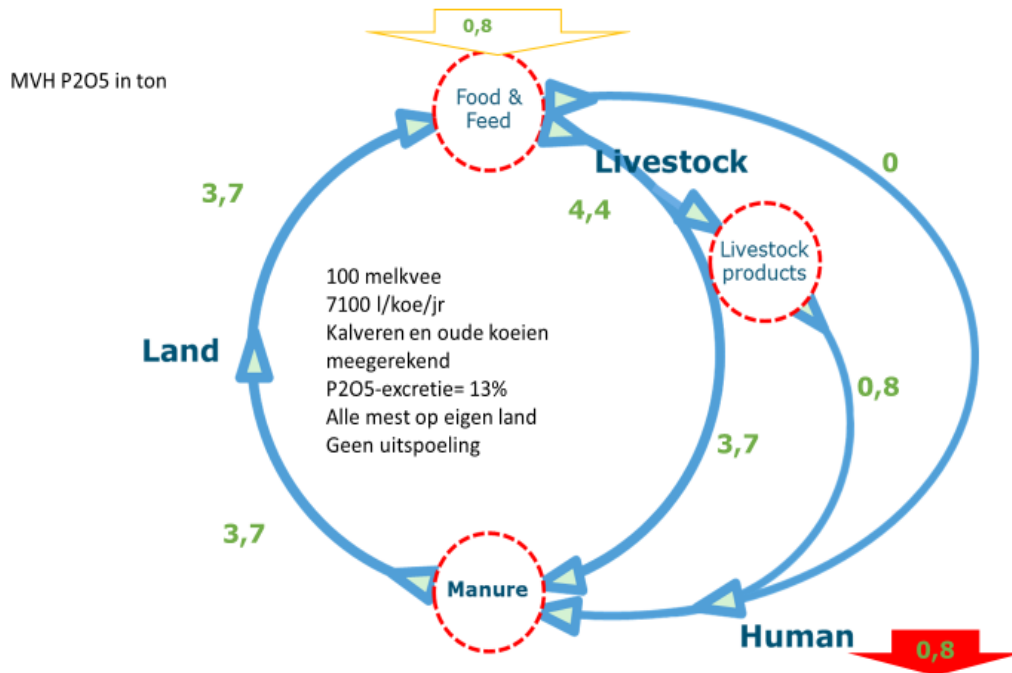 0,8
MVH P2O5 in ton
Food &
Feed
Livestock
0
3,7
4,4
Livestock
products
100 melkvee
7100 l/koe/jr
Kalveren en oude koeien
meegerekend
P2O5-excretie= 13%
Alle mest op eigen land
Geen uitspoeling
Land
0,8
3,7
3,7
Manure
Human
0,8